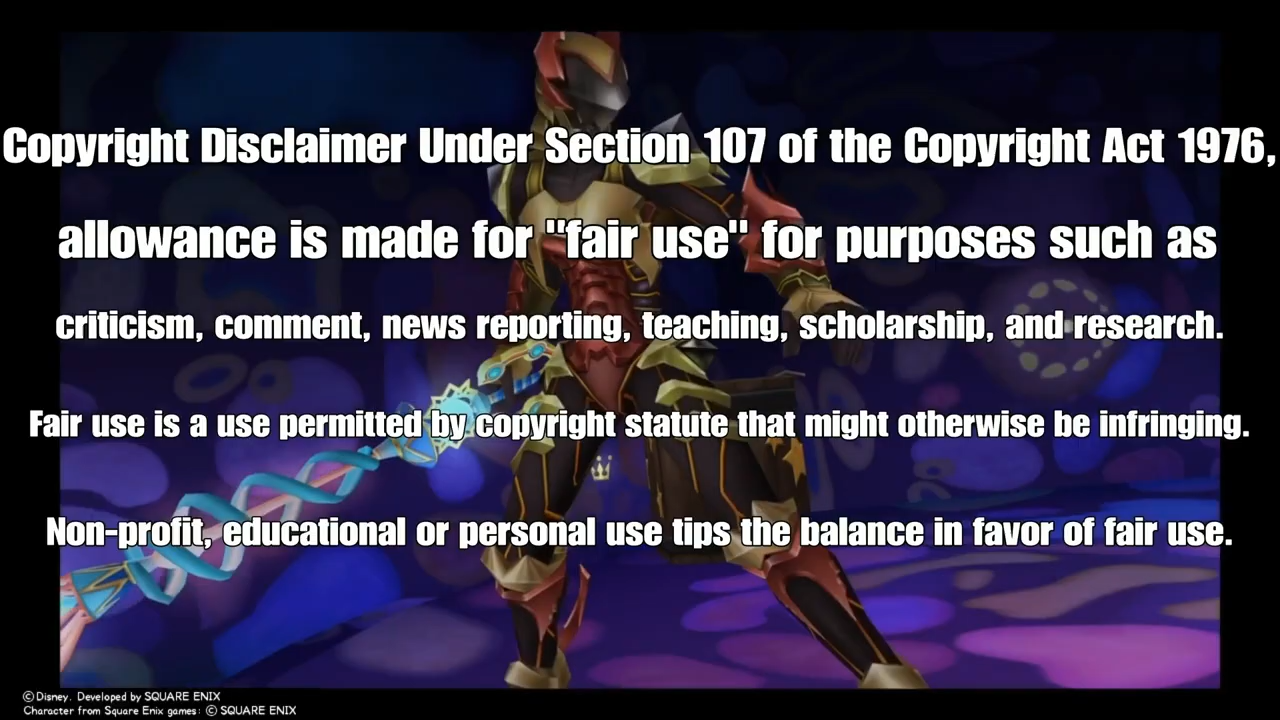 Copyright Disclaimer Under Section 107 of the Copyright Act 1976,
allowance is made for "fair use" for purposes such as
criticism, comment, news reporting, teaching, scholarship, and research.
Fair use is a use permitted by copyright statute that might otherwise be infringing.
Non-profit, educational or personal use tips the balance in favor of fair use.
©Disney. Developed by SQUARE ENIX
Character from Square Enix games: © SQUARE ENIX